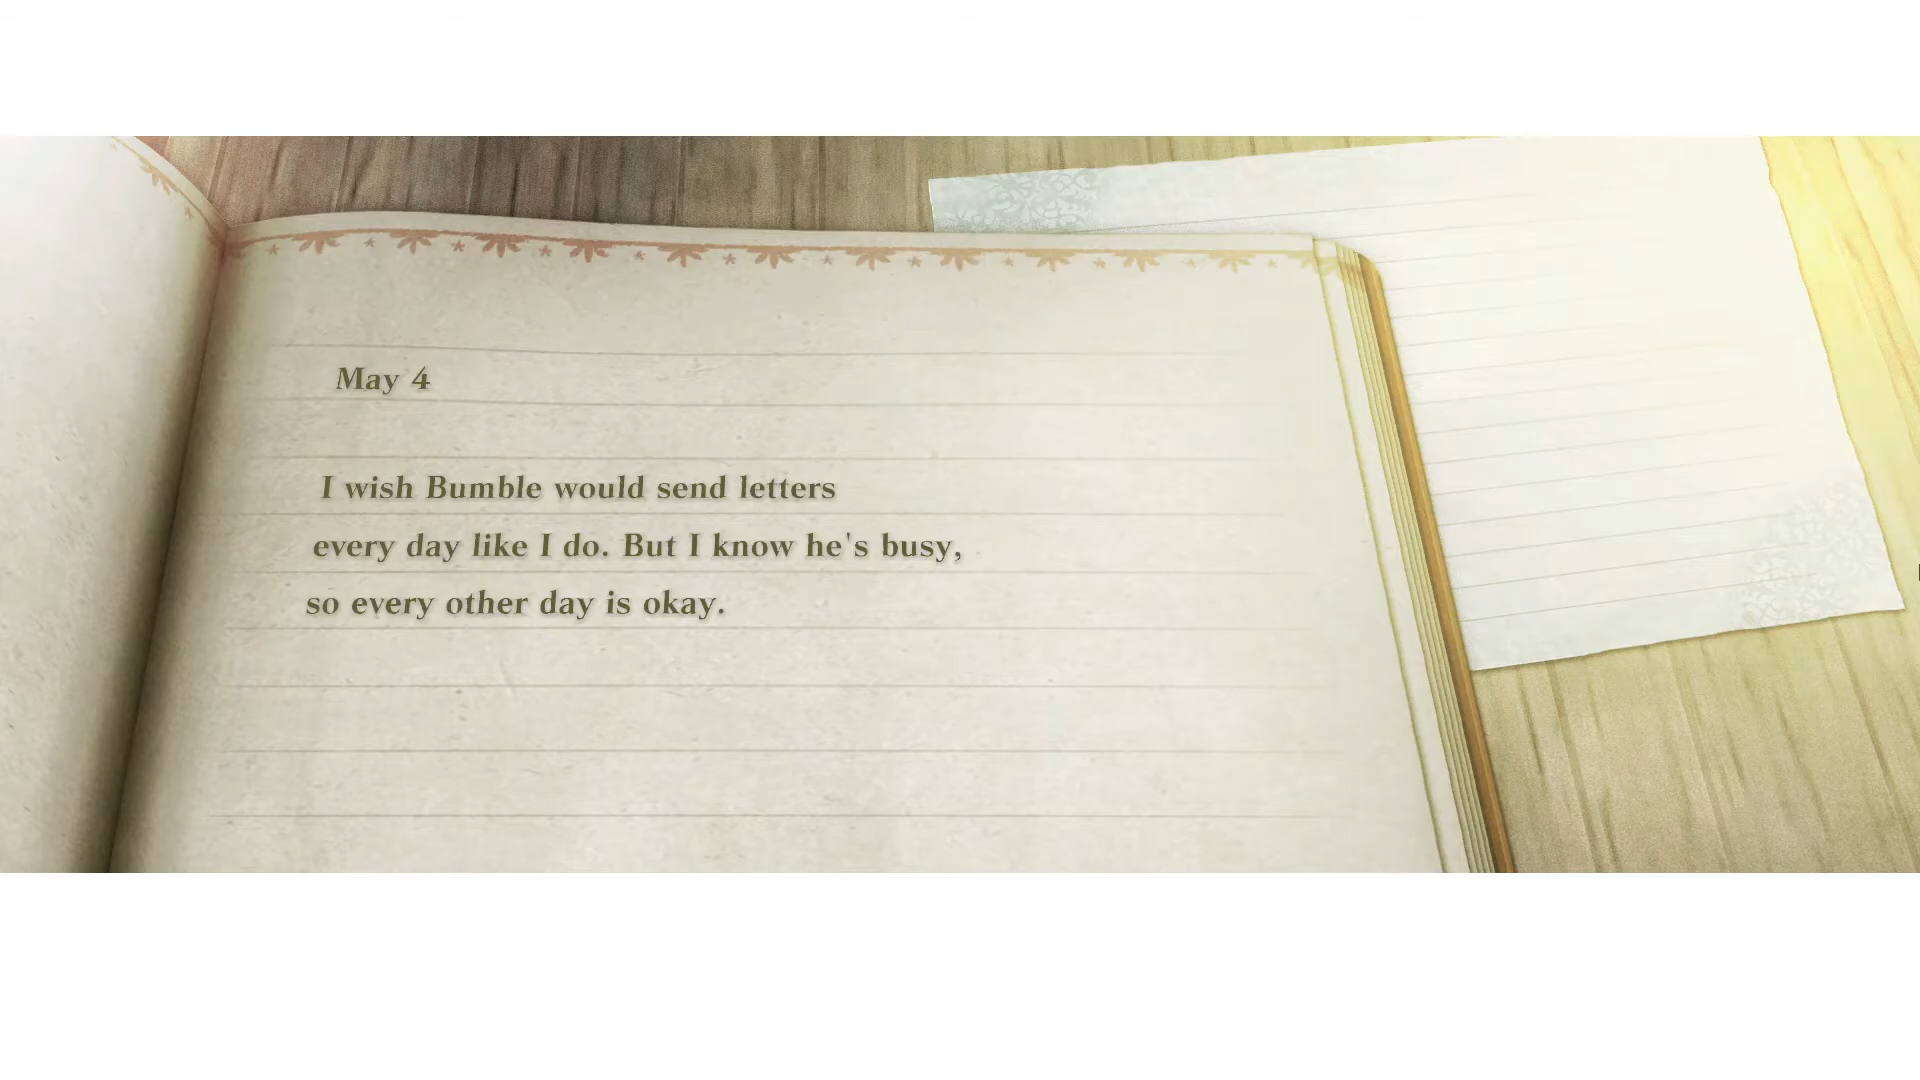 May 4
I wish Bumble would send letters
every day like I do. But I know he's busy,
so every other day is okay.